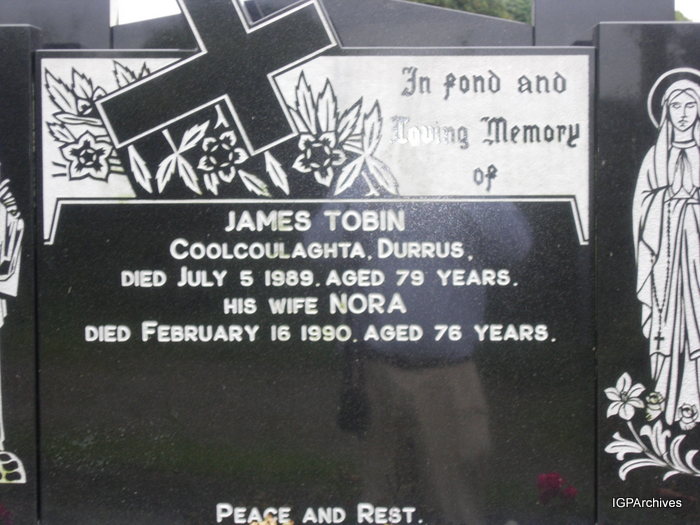 In fond and
Loving Memory
of
JAMES TOBIN
COOLCOULAGHTA, DURRUS,
DIED JULY 5 1989. AGED 79 YEARS.
HIS WIFE NORA
DIED FEBRUARY 16 1990. AGED 76 YEARS.
PEACE AND REST.
IGPArchives